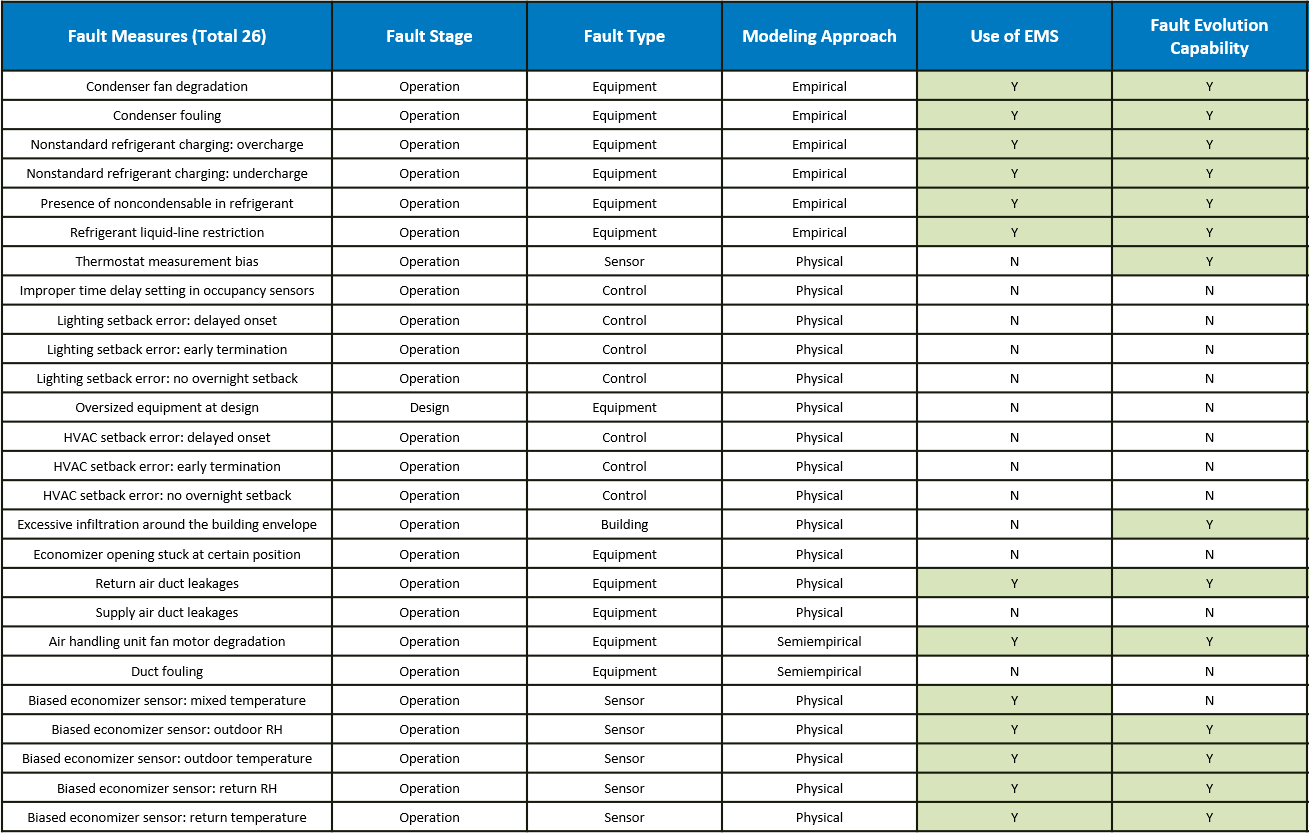 Fault Measures (Total 26) Fault Stage Fault Type Modeling Approach Use of EMS Fault Evolution Capability
Condenser fan degradation Operation Equipment Empirical Y Y
Condenser fouling Operation Equipment Empirical Y Y
Nonstandard refrigerant charging: overcharge Operation Equipment Empirical Y Y
Nonstandard refrigerant charging: undercharge Operation Equipment Empirical Y Y
Presence of noncondensable in refrigerant Operation Equipment Empirical Y Y
Refrigerant liquid-line restriction Operation Equipment Empirical Y Y
Thermostat measurement bias Operation Sensor Physical N Y
Improper time delay setting in occupancy sensors Operation Control Physical N N
Lighting setback error: delayed onset Operation Control Physical N N
Lighting setback error: early termination Operation Control Physical N N
Lighting setback error: no overnight setback Operation Control Physical N N
Oversized equipment at design Design Equipment Physical N N
HVAC setback error: delayed onset Operation Control Physical N N
HVAC setback error: early termination Operation Control Physical N N
HVAC setback error: no overnight setback Operation Control Physical N N
Excessive infiltration around the building envelope Operation Building Physical N Y
Economizer opening stuck at certain position Operation Equipment Physical N N
Return air duct leakages Operation Equipment Physical Y Y
Supply air duct leakages Operation Equipment Physical N N
Air handling unit fan motor degradation Operation Equipment Semiempirical Y Y
Duct fouling Operation Equipment Semiempirical N N
Biased economizer sensor: mixed temperature Operation Sensor Physical Y N
Biased economizer sensor: outdoor RH Operation Sensor Physical Y Y
Biased economizer sensor: outdoor temperature Operation Sensor Physical Y Y
Biased economizer sensor: return RH Operation Sensor Physical Y Y
Biased economizer sensor: return temperature Operation Sensor Physical Y Y